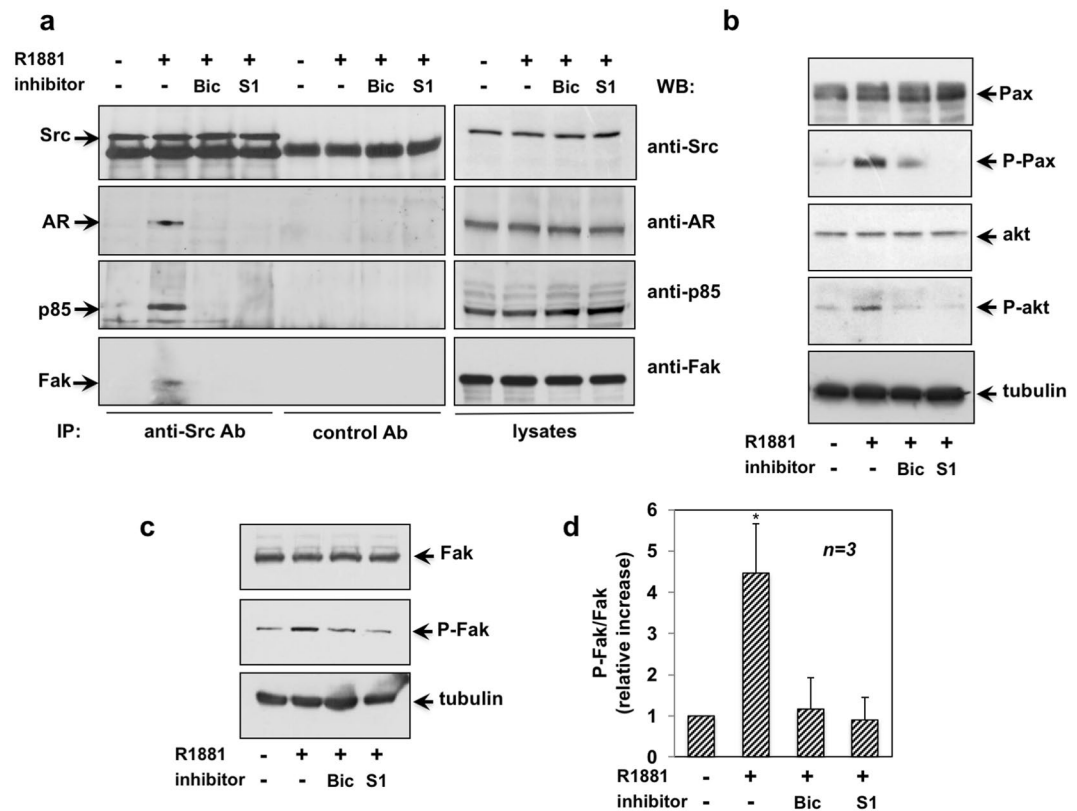 a
R1881 - + + + - + + + - + + +
inhibitor - - Bic S1 - - Bic S1 - - Bic S1 WB:
Src anti-Src
AR anti-AR
p85 anti-p85
Fak anti-Fak
IP: anti-Src Ab control Ab lysates
b
Pax
P-Pax
akt
P-akt
tubulin
R1881 - + + +
inhibitor - - Bic S1
c
Fak
P-Fak
tubulin
R1881 - + + +
inhibitor - - Bic S1
d
P-Fak/Fak
(relative increase)
6
5
4
3
2
1
0
*
n=3
R1881 - + + +
inhibitor - - Bic S1